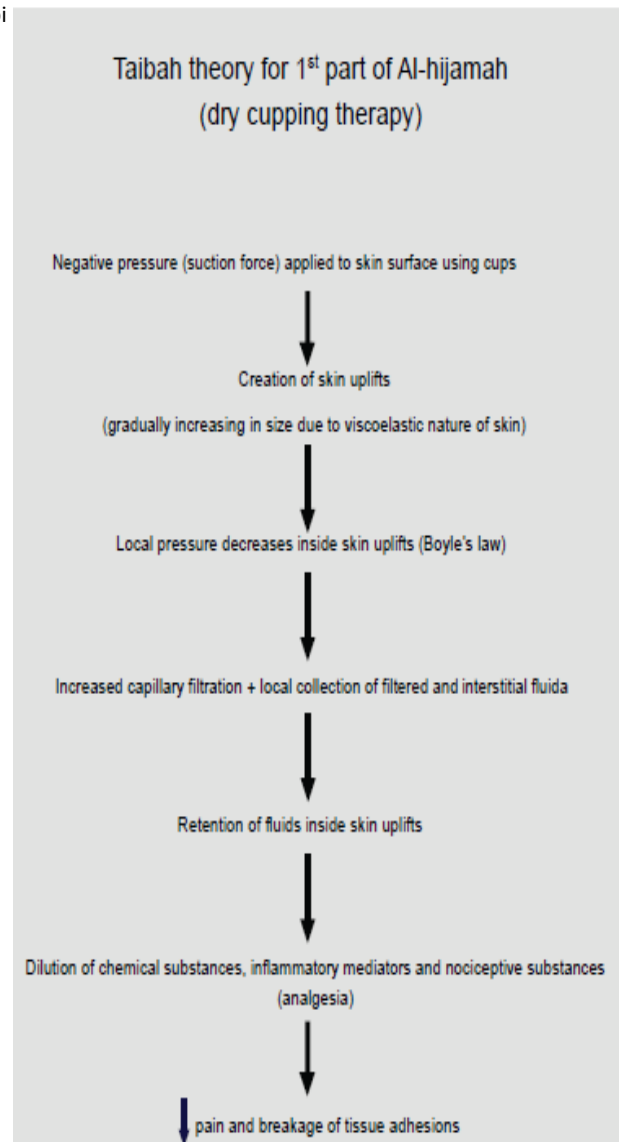 i
Taibah theory for 1st part of Al-hijamah
(dry cupping therapy)
Negative pressure (suction force) applied to skin surface using cups
Creation of skin uplifts
(gradually increasing in size due to viscoelastic nature of skin)
Local pressure decreases inside skin uplifts (Boyle's law)
Increased capillary filtration + local collection of filtered and interstitial fluida
Retention of fluids inside skin uplifts
Dilution of chemical substances, inflammatory mediators and nociceptive substances
(analgesia)
pain and breakage of tissue adhesions